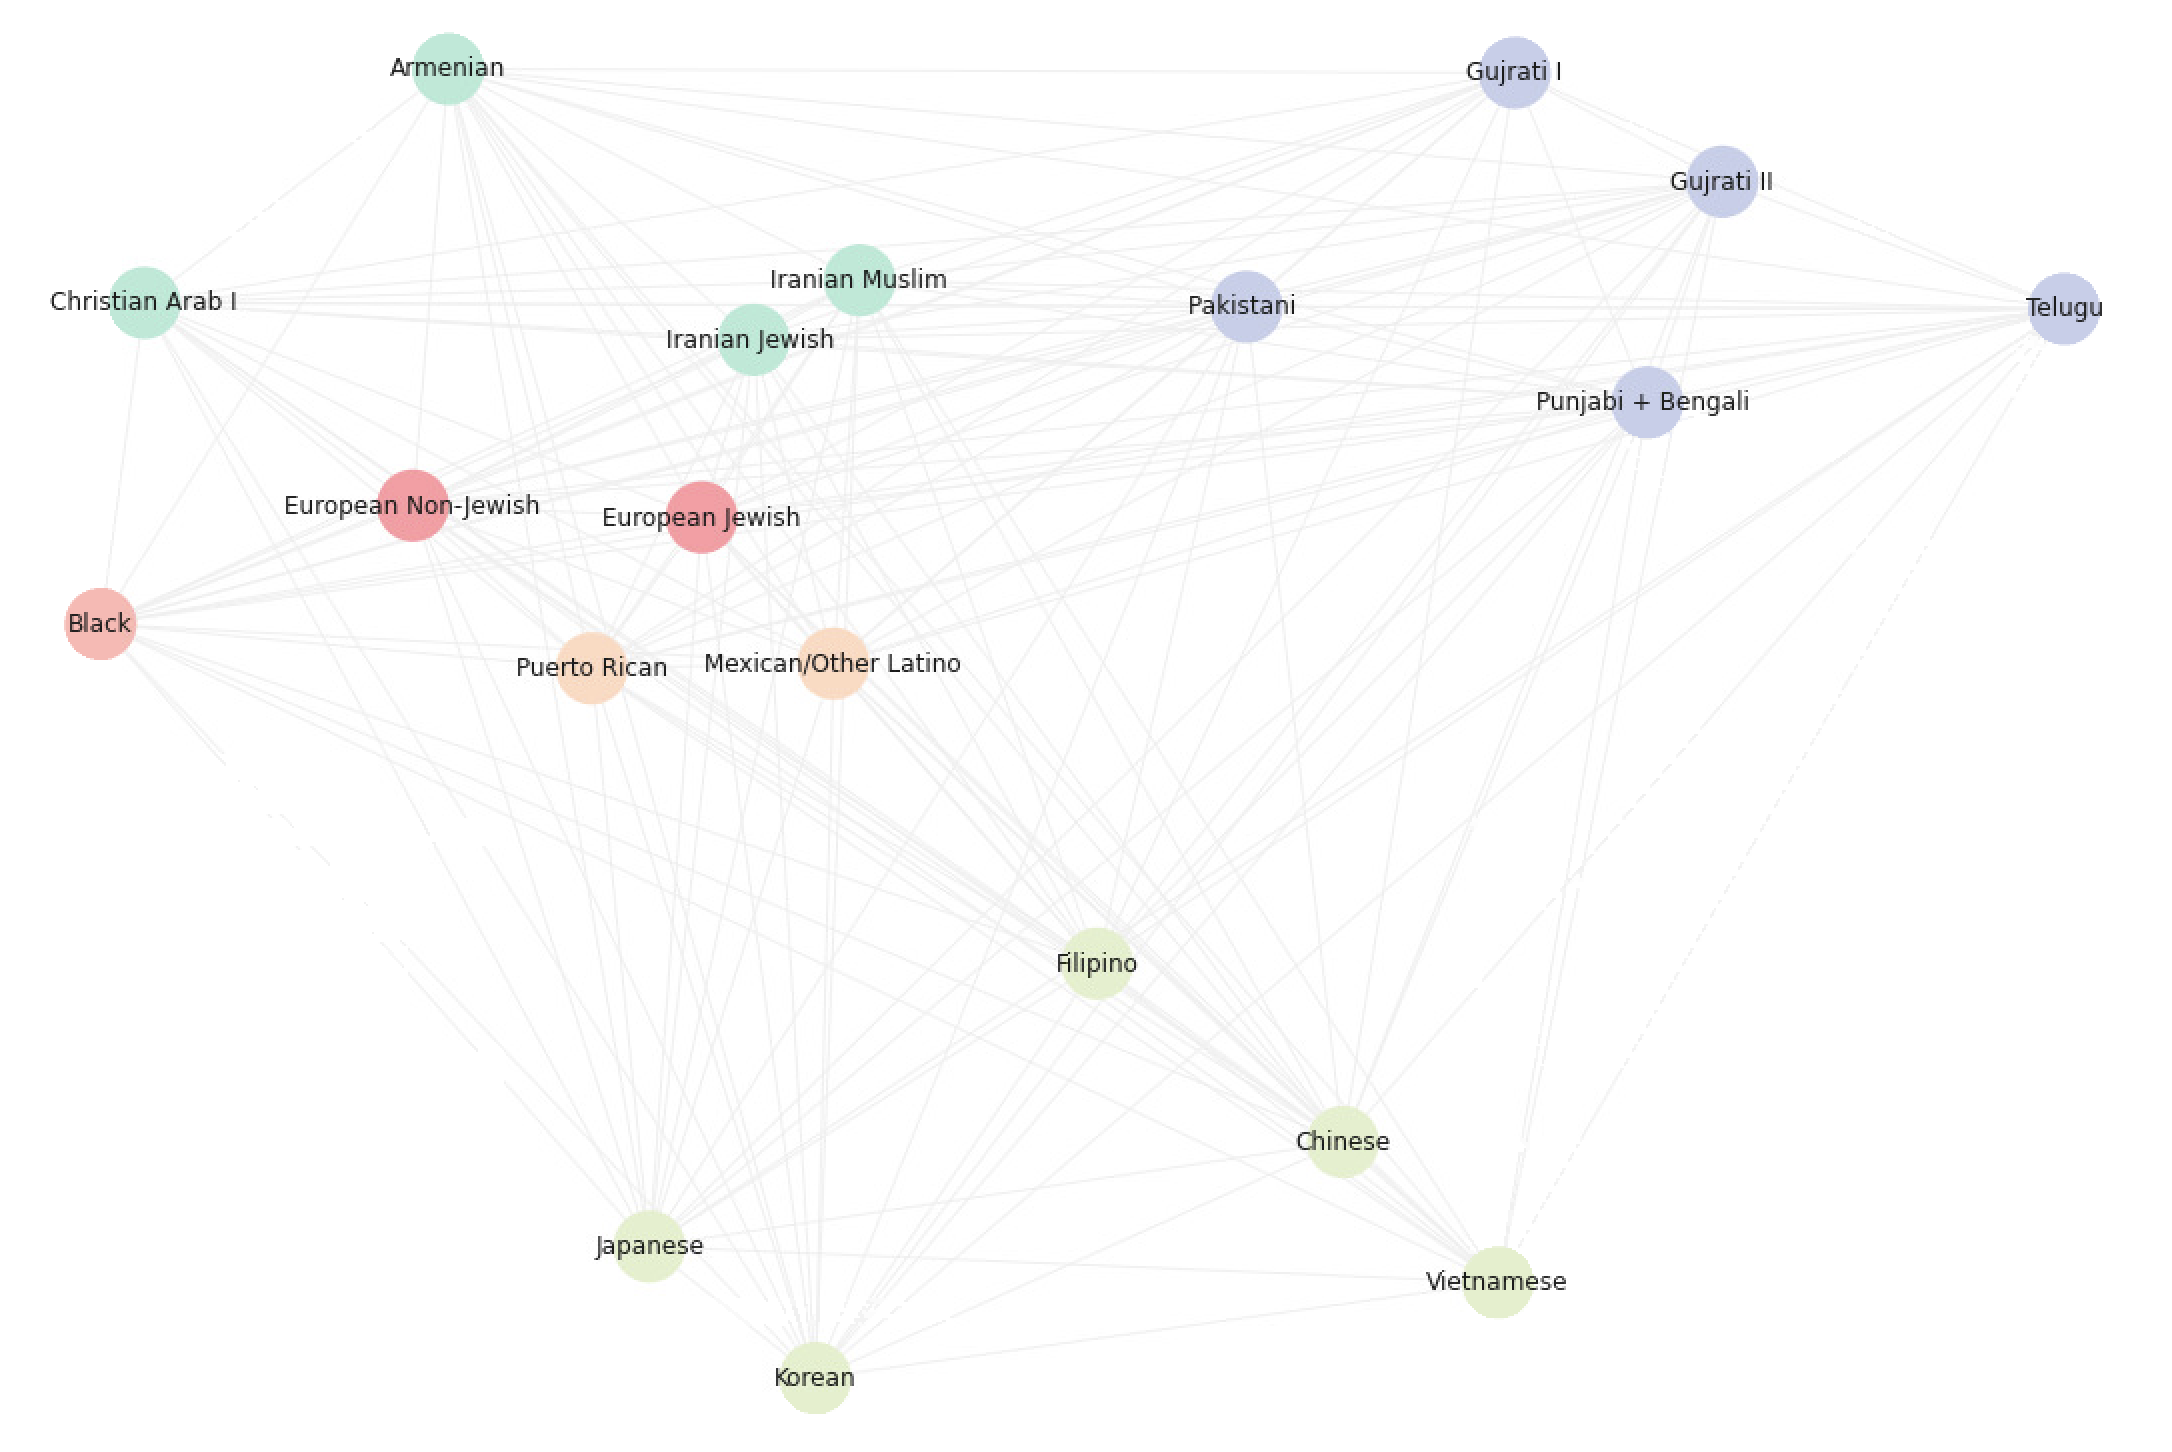 Armenian
Gujrati I
Gujrati II
Christian Arab I
Iranian Muslim
Pakistani
Telugu
Iranian Jewish
Punjabi + Bengali
European Non-Jewish
European Jewish
Black
Puerto Rican
Mexican/Other Latino
Filipino
Chinese
Japanese
Vietnamese
Korean